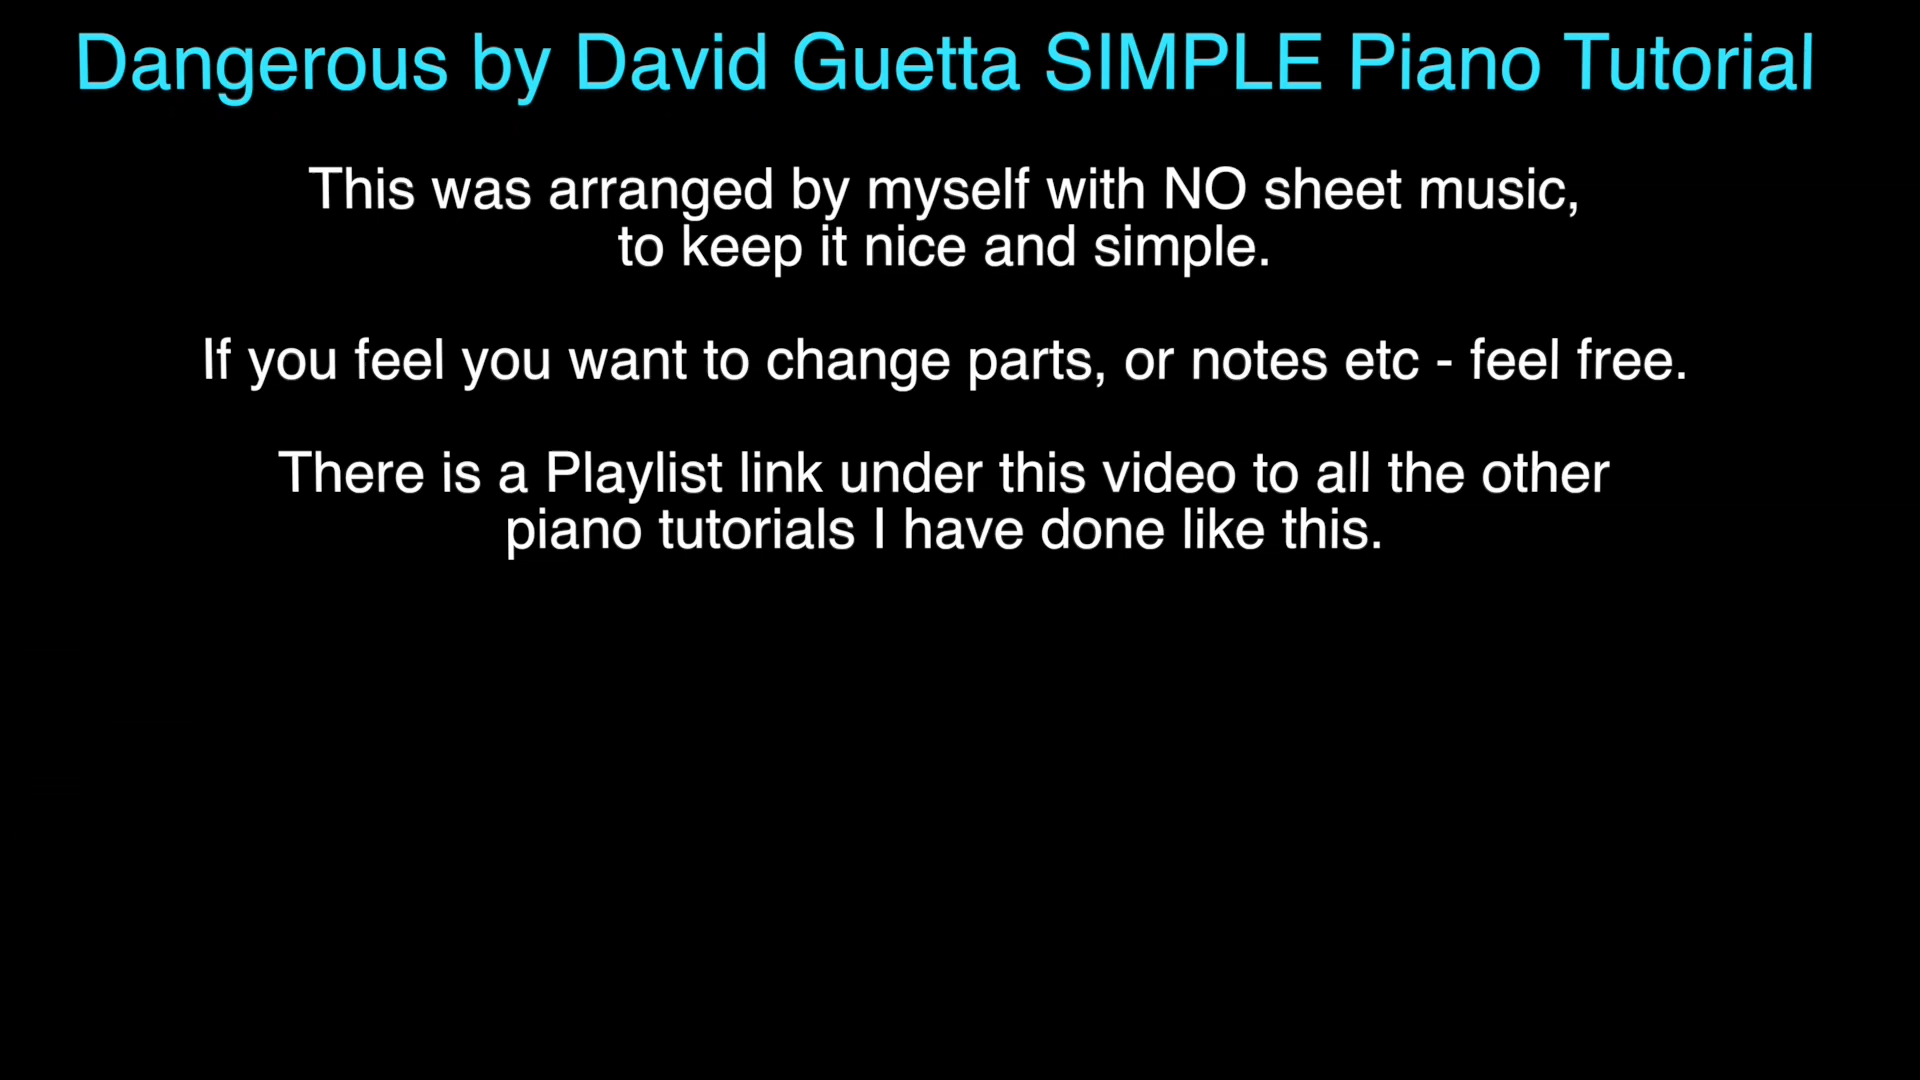 Dangerous by David Guetta SIMPLE Piano Tutorial
This was arranged by myself with NO sheet music,
to keep it nice and simple.
If you feel you want to change parts, or notes etc - feel free.
There is a Playlist link under this video to all the other
piano tutorials I have done like this.